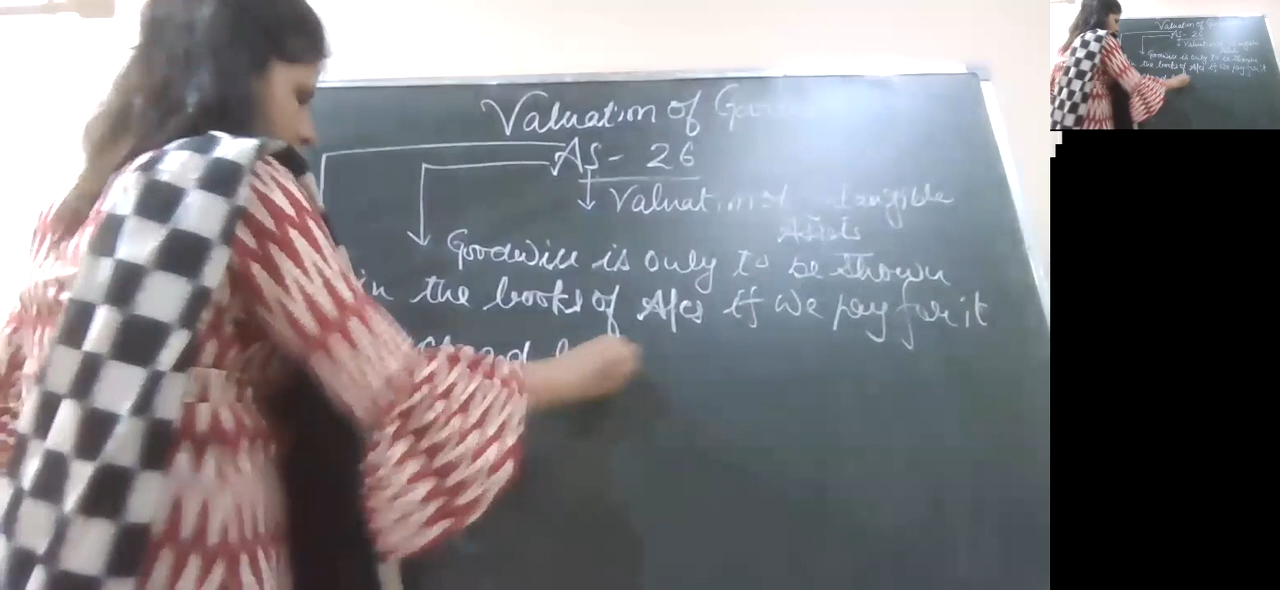 Valuation of
AS - 26
Valuation of Intangible
Assets
Goodwill is only to be shown
in the books of A/cs if we pay for it